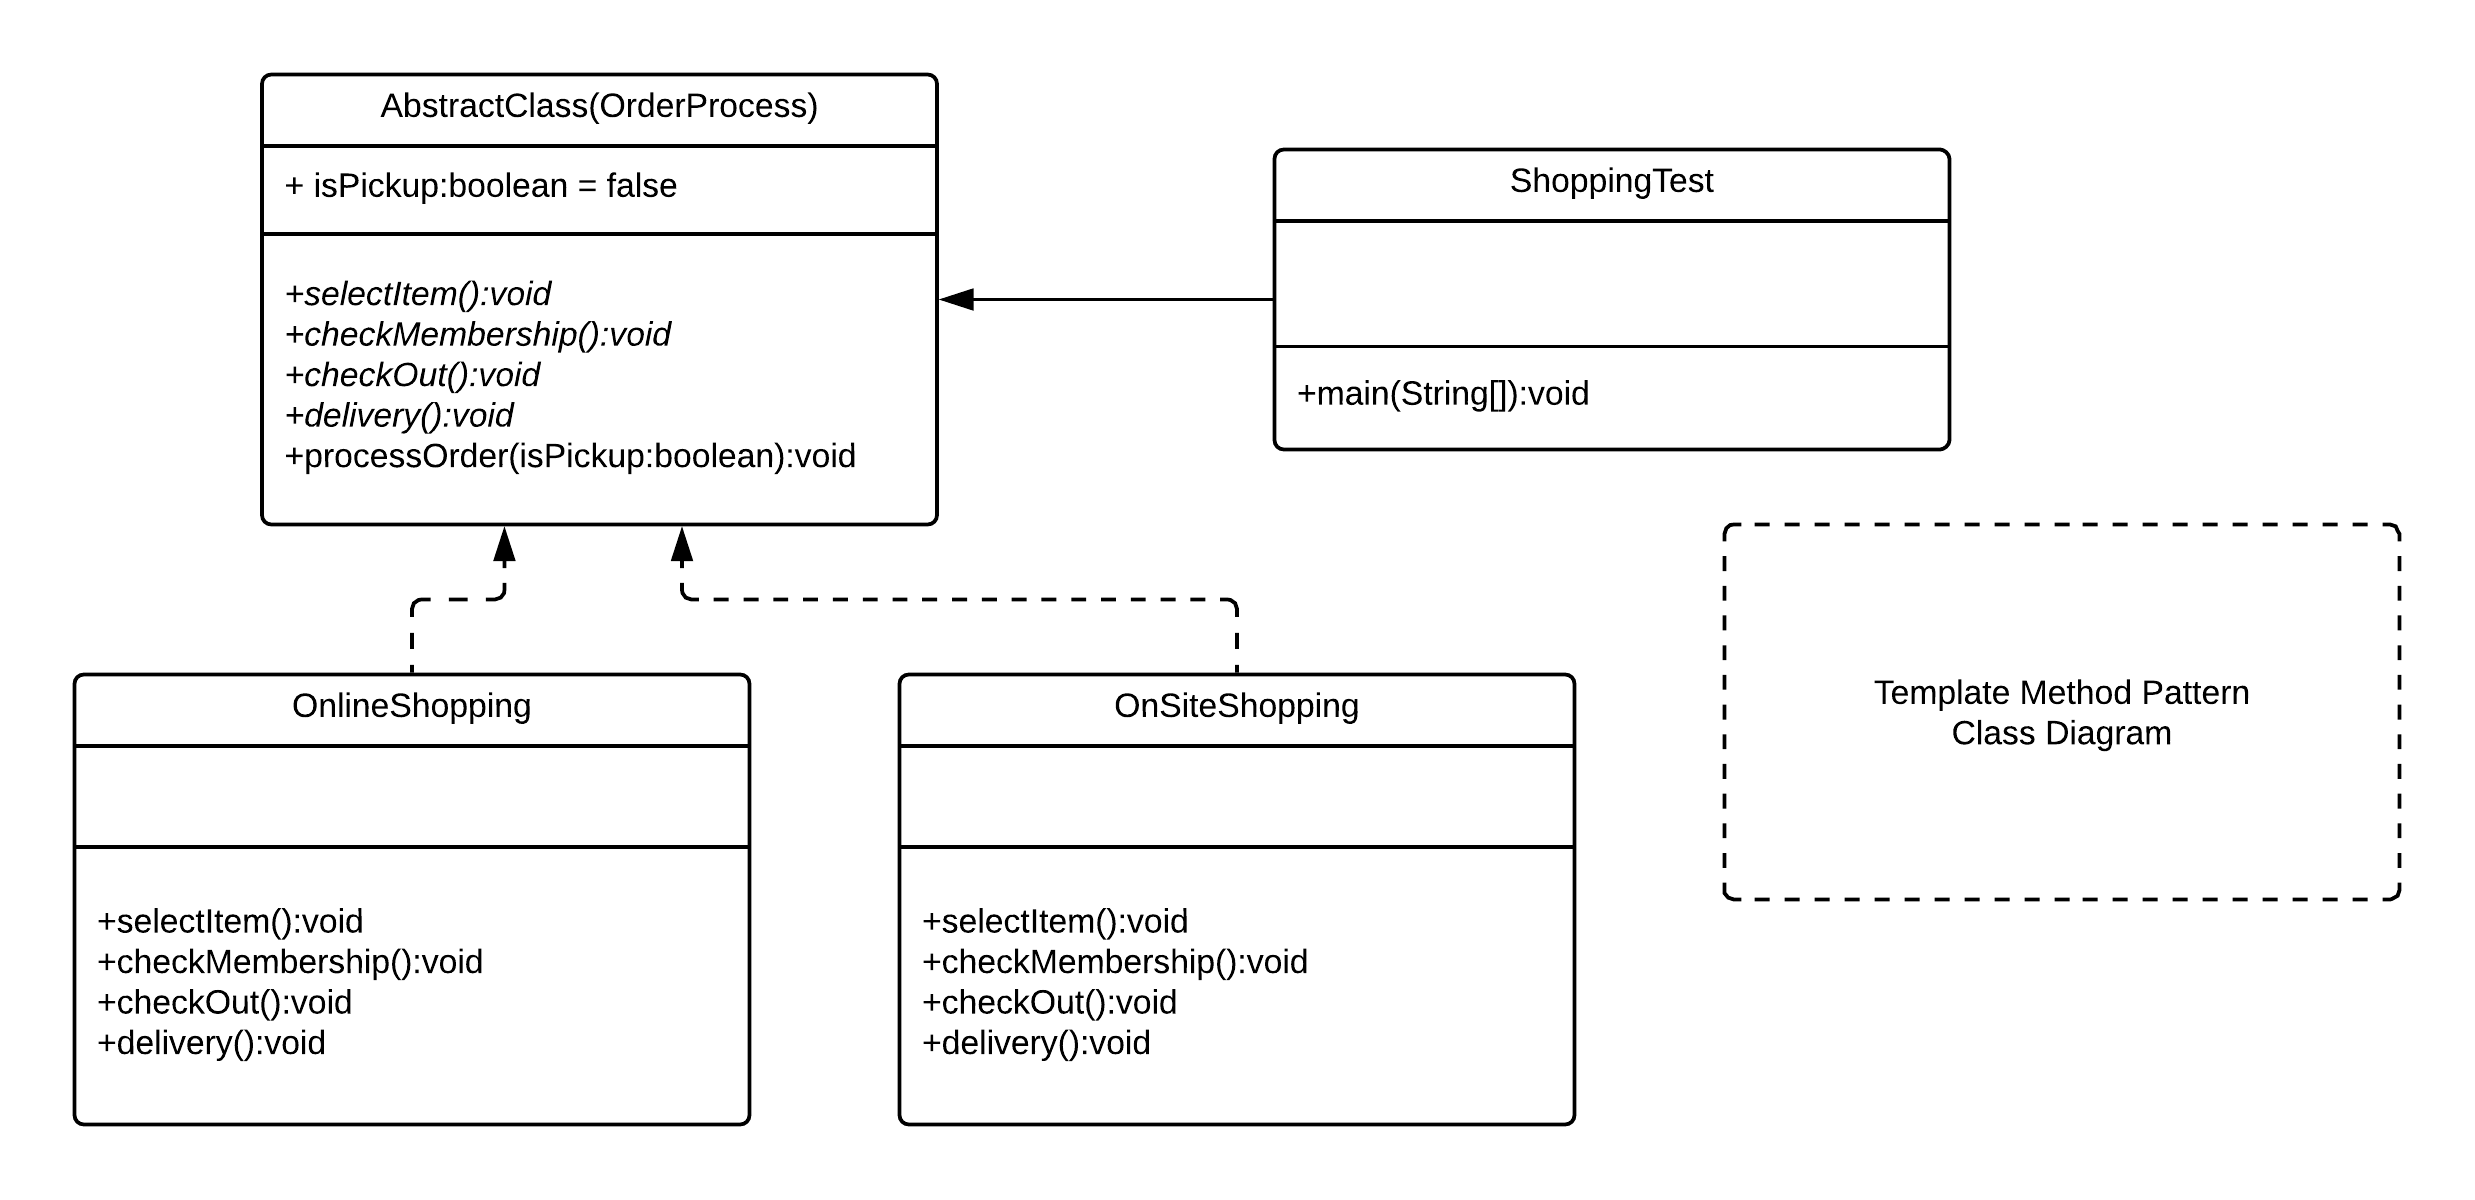 AbstractClass(OrderProcess)
+ isPickup:boolean = false
+selectItem():void
+checkMembership():void
+checkOut():void
+delivery():void
+processOrder(isPickup:boolean):void
ShoppingTest
+main(String[]):void
OnlineShopping
+selectItem():void
+checkMembership():void
+checkOut():void
+delivery():void
OnSiteShopping
+selectItem():void
+checkMembership():void
+checkOut():void
+delivery():void
Template Method Pattern
Class Diagram